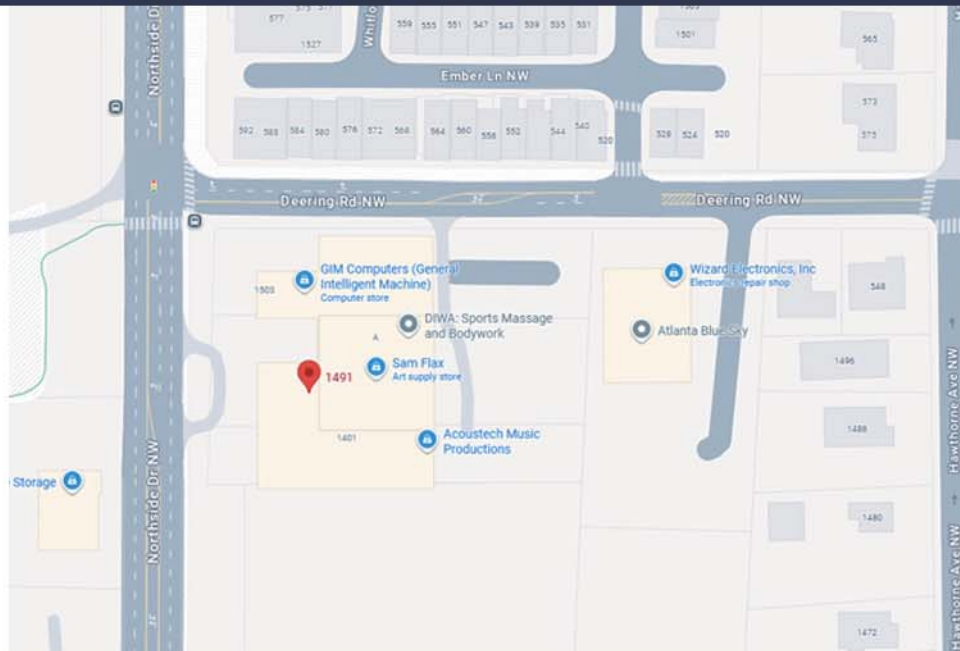 577
575
571
559
555
551
547
543
539
535
531
1501
565
1527
Whitfo
Northside Dr
Ember Ln NW
573
575
592
588
584
580
576
572
568
564
560
556
552
544
540
520
528
524
520
Deering Rd NW
Deering Rd NW
GIM Computers (General
Intelligent Machine)
Computer store
1503
Wizard Electronics, Inc
Electronics repair shop
548
DIWA: Sports Massage
and Bodywork
Atlanta Blue Sky
A
Sam Flax
Art supply store
1491
1496
1401
Acoustech Music
Productions
1488
Storage
1480
Northside Dr NW
Hawthorne Ave NW
Hawthorne Ave NW
1472